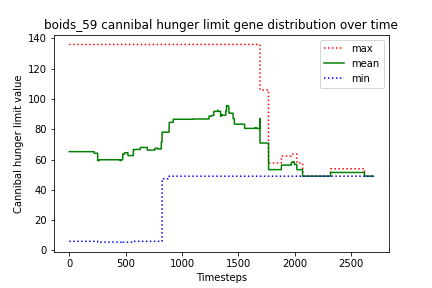 boids_59 cannibal hunger limit gene distribution over time
Cannibal hunger limit value
140
120
100
80
60
40
20
0
max
mean
min
0
500
1000
1500
2000
2500
Timesteps